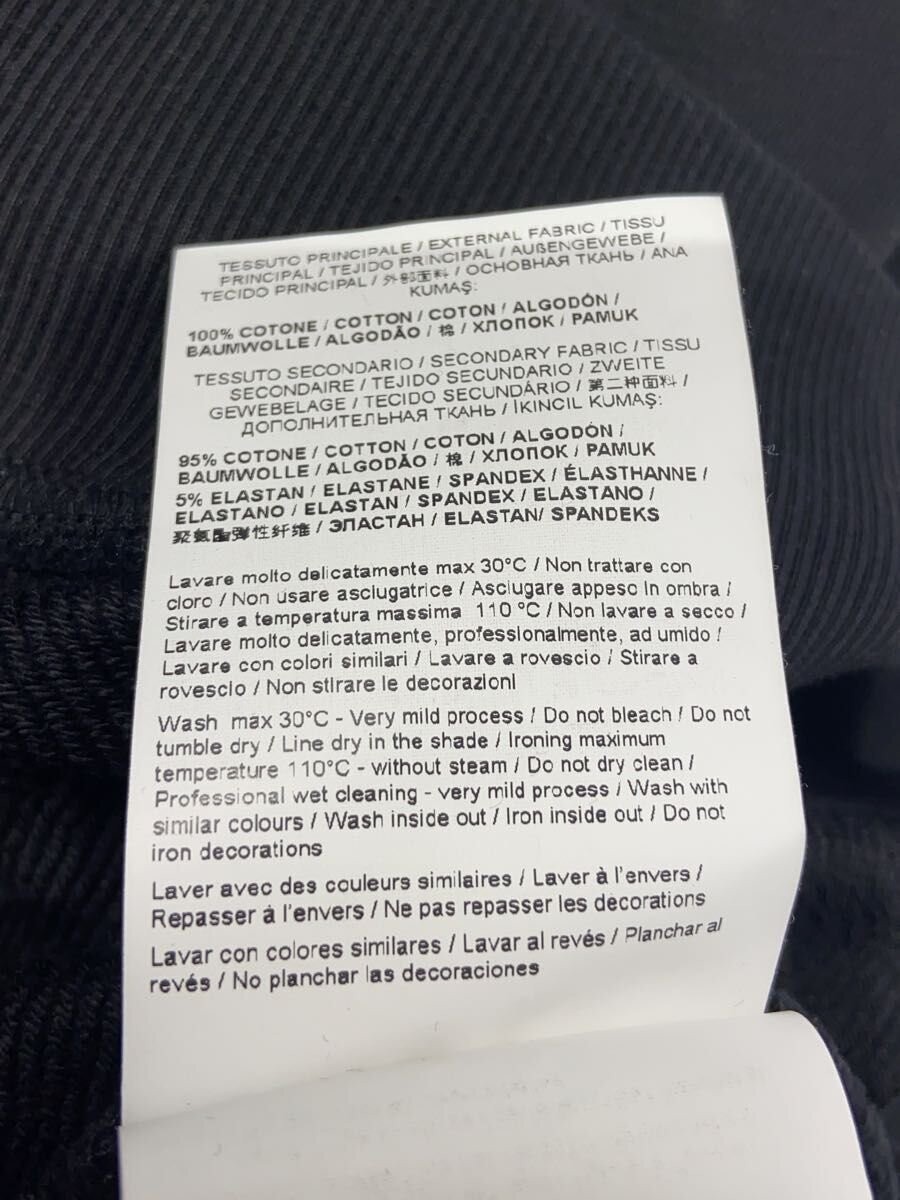 TESSUTO PRINCIPALE / EXTERNAL FABRIC / TISSU
PRINCIPAL / TEJIDO PRINCIPAL / AUßENGEWEBE /
TECIDO PRINCIPAL / 外部面料 / ОСНОВНАЯ ТКАНЬ / ANA
KUMAŞ:
100% COTONE / COTTON / COTON / ALGODÓN /
BAUMWOLLE / ALGODÃO / 棉 / ХЛОПОК / PAMUK
TESSUTO SECONDARIO / SECONDARY FABRIC / TISSU
SECONDAIRE / TEJIDO SECUNDARIO / ZWEITE
GEWEBELAGE / TECIDO SECUNDÁRIO / 第二种面料 /
ДОПОЛНИТЕЛЬНАЯ ТКАНЬ / İKINCIL KUMAŞ:
95% COTONE / COTTON / COTON / ALGODÓN /
BAUMWOLLE / ALGODÃO / 棉 / ХЛОПОК / PAMUK
5% ELASTAN / ELASTANE / SPANDEX / ÉLASTHANNE /
ELASTANO / ELASTAN / SPANDEX / ELASTANO /
聚氨酯弹性纤维 / ЭЛАСТАН / ELASTAN/ SPANDEKS
Lavare molto delicatamente max 30°C / Non trattare con
cloro / Non usare asciugatrice / Asciugare appeso in ombra /
Stirare a temperatura massima 110 °C / Non lavare a secco /
Lavare molto delicatamente, professionalmente, ad umido /
Lavare con colori similari / Lavare a rovescio / Stirare a
rovescio / Non stirare le decorazioni
Wash max 30°C - Very mild process / Do not bleach / Do not
tumble dry / Line dry in the shade / Ironing maximum
temperature 110°C - without steam / Do not dry clean /
Professional wet cleaning - very mild process / Wash with
similar colours / Wash inside out / Iron inside out / Do not
iron decorations
Laver avec des couleurs similaires / Laver à l'envers /
Repasser à l'envers / Ne pas repasser les décorations
Lavar con colores similares / Lavar al revés / Planchar al
revés / No planchar las decoraciones